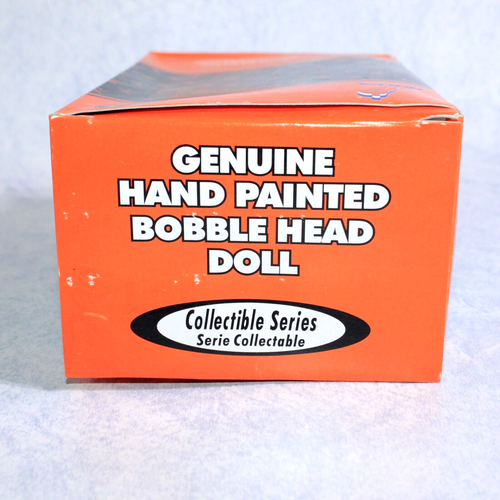 GENUINE
HAND PAINTED
BOBBLE HEAD
DOLL
Collectible Series
Serie Collectable